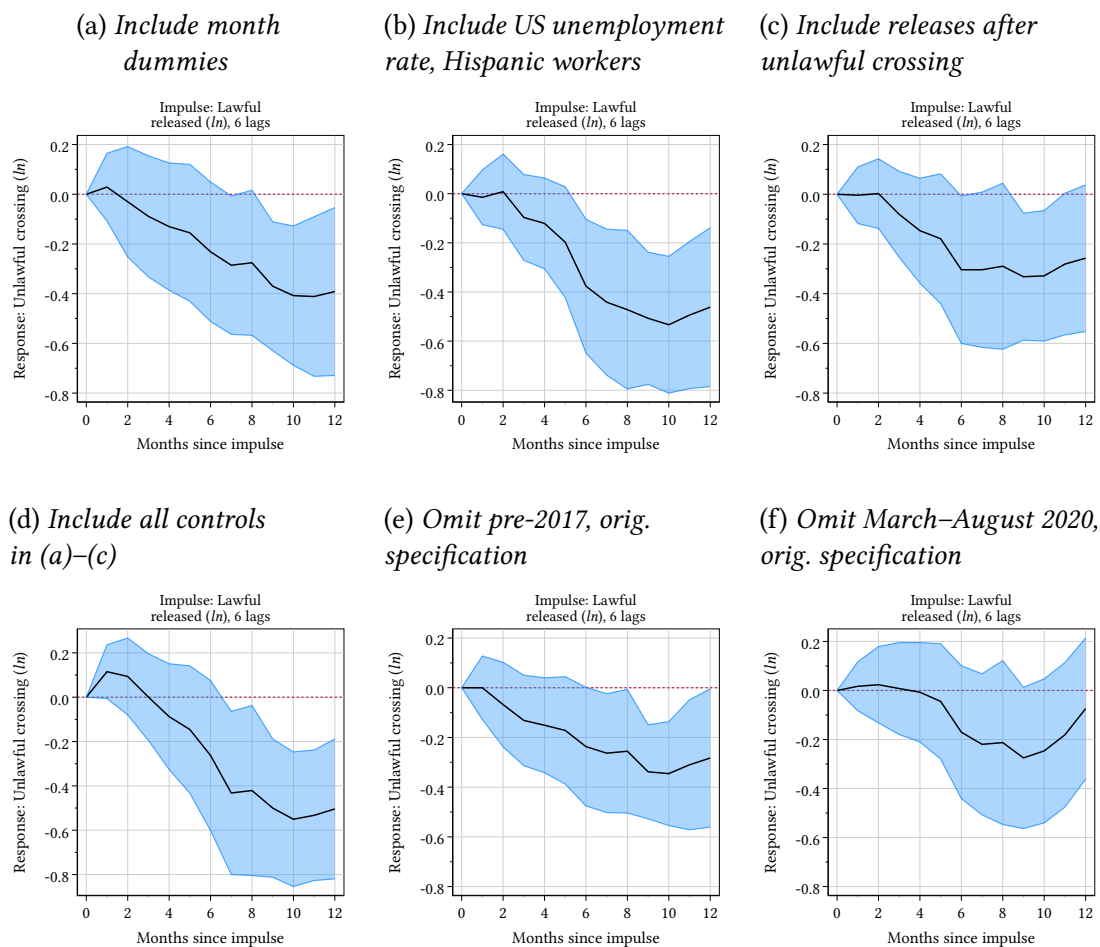 (a) Include month
dummies
Impulse: Lawful
released (ln), 6 lags
Response: Unlawful crossing (ln)
0.2
0.0
-0.2
-0.4
-0.6
-0.8
0 2 4 6 8 10 12
Months since impulse
(b) Include US unemployment
rate, Hispanic workers
Impulse: Lawful
released (ln), 6 lags
Response: Unlawful crossing (ln)
0.2
0.0
-0.2
-0.4
-0.6
-0.8
0 2 4 6 8 10 12
Months since impulse
(c) Include releases after
unlawful crossing
Impulse: Lawful
released (ln), 6 lags
Response: Unlawful crossing (ln)
0.2
0.0
-0.2
-0.4
-0.6
-0.8
0 2 4 6 8 10 12
Months since impulse
(d) Include all controls
in (a)–(c)
Impulse: Lawful
released (ln), 6 lags
Response: Unlawful crossing (ln)
0.2
0.0
-0.2
-0.4
-0.6
-0.8
0 2 4 6 8 10 12
Months since impulse
(e) Omit pre-2017, orig.
specification
Impulse: Lawful
released (ln), 6 lags
Response: Unlawful crossing (ln)
0.2
0.0
-0.2
-0.4
-0.6
-0.8
0 2 4 6 8 10 12
Months since impulse
(f) Omit March–August 2020,
orig. specification
Impulse: Lawful
released (ln), 6 lags
Response: Unlawful crossing (ln)
0.2
0.0
-0.2
-0.4
-0.6
-0.8
0 2 4 6 8 10 12
Months since impulse